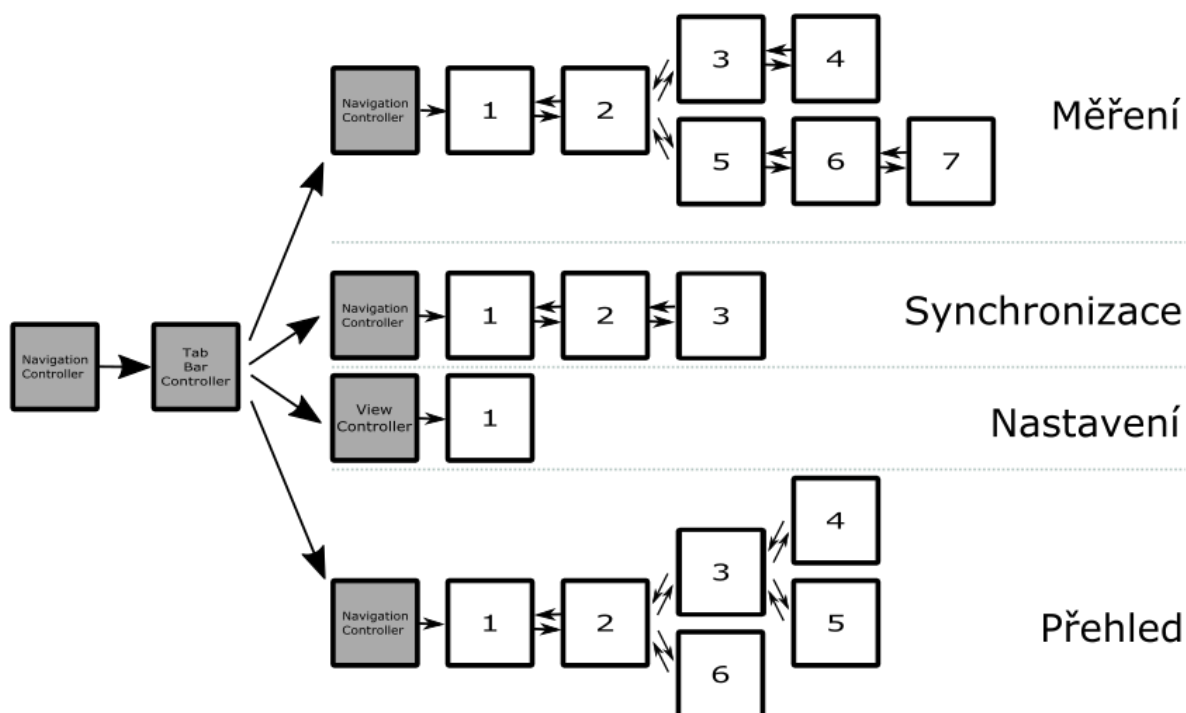 Navigation
Controller
Tab
Bar
Controller
Navigation
Controller
1
2
3
4
5
6
7
Měření
Navigation
Controller
1
2
3
Synchronizace
View
Controller
1
Nastavení
Navigation
Controller
1
2
3
4
5
6
Přehled